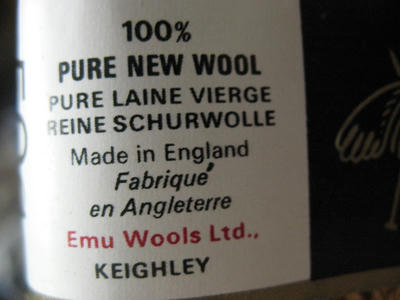 100%
PURE NEW WOOL
PURE LAINE VIERGE
REINE SCHURWOLLE
Made in England
Fabriqué
en Angleterre
Emu Wools Ltd.,
KEIGHLEY